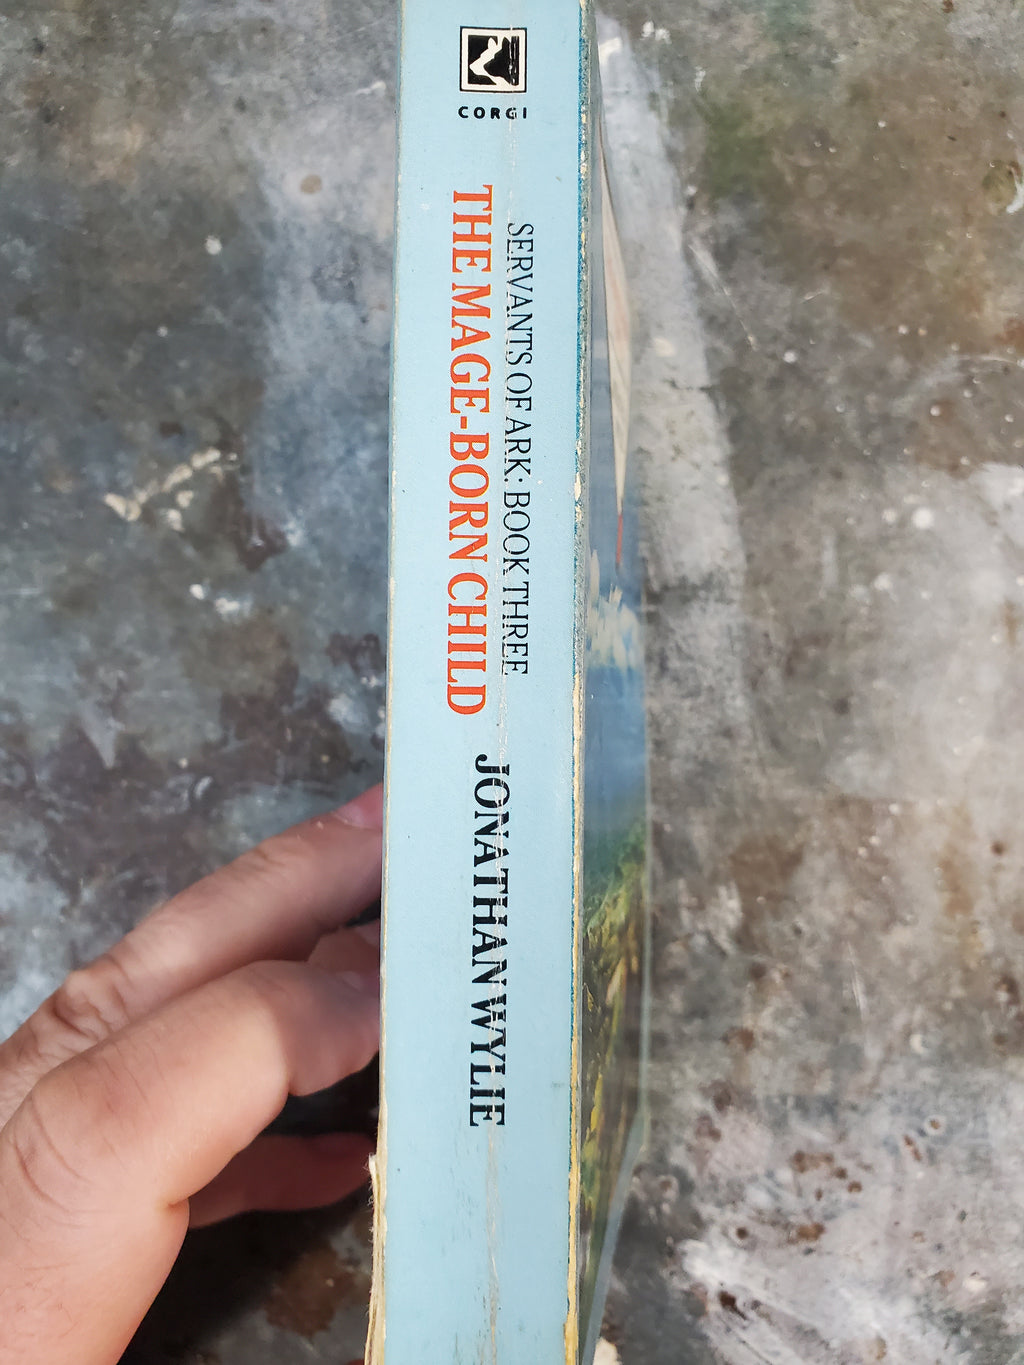 CORGI
SERVANTS OF ARK: BOOK THREE
THE MAGE-BORN CHILD
JONATHAN WYLIE